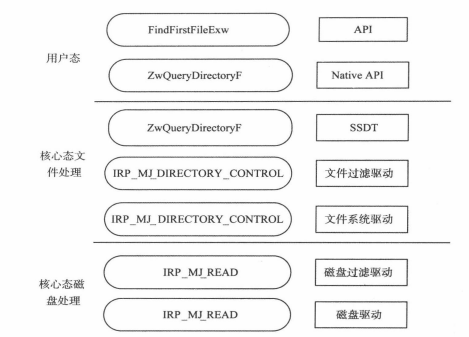 FindFirstFileExw API
用户态
ZwQueryDirectoryF Native API
ZwQueryDirectoryF SSDT
核心态文
件处理
IRP_MJ_DIRECTORY_CONTROL 文件过滤驱动
IRP_MJ_DIRECTORY_CONTROL 文件系统驱动
核心态磁
盘处理
IRP_MJ_READ 磁盘过滤驱动
IRP_MJ_READ 磁盘驱动